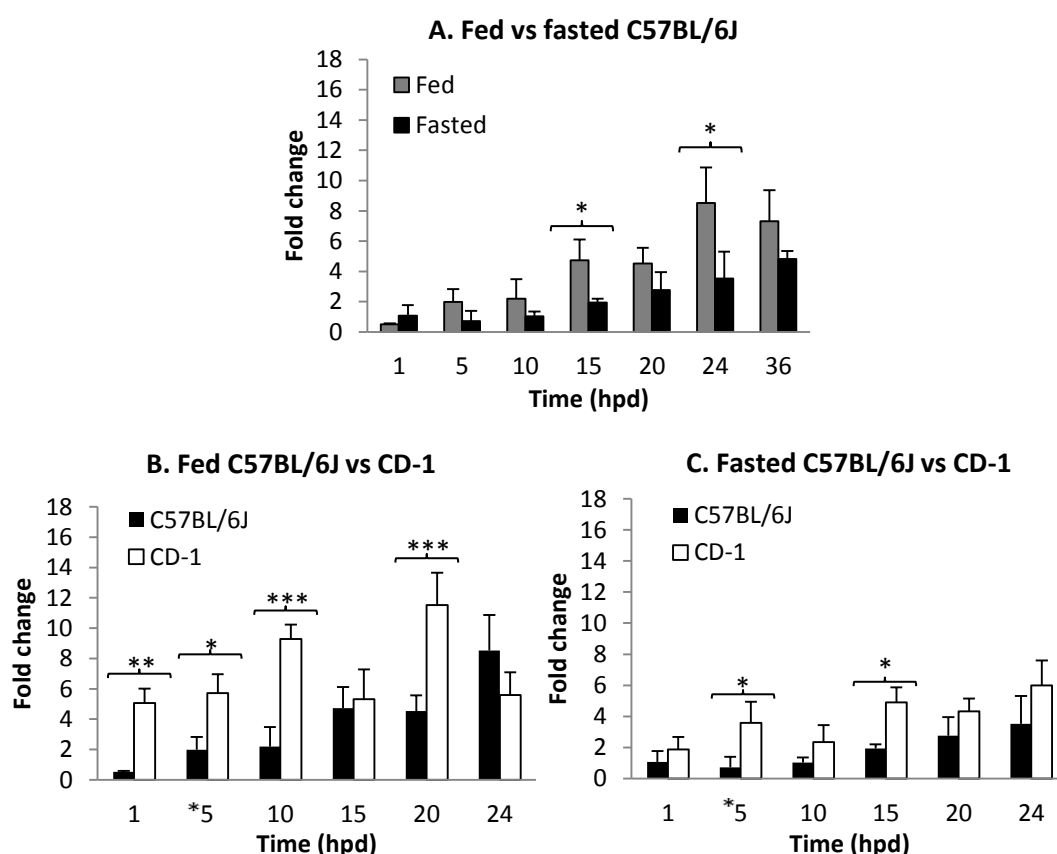 A. Fed vs fasted C57BL/6J
18
16
14
12
10
8
6
4
2
0
Fold change
Fed
Fasted
*
*
1 5 10 15 20 24 36
Time (hpd)
B. Fed C57BL/6J vs CD-1
18
16
14
12
10
8
6
4
2
0
Fold change
C57BL/6J
CD-1
**
*
***
***
1 *5 10 15 20 24
Time (hpd)
C. Fasted C57BL/6J vs CD-1
18
16
14
12
10
8
6
4
2
0
Fold change
C57BL/6J
CD-1
*
*
1 *5 10 15 20 24
Time (hpd)